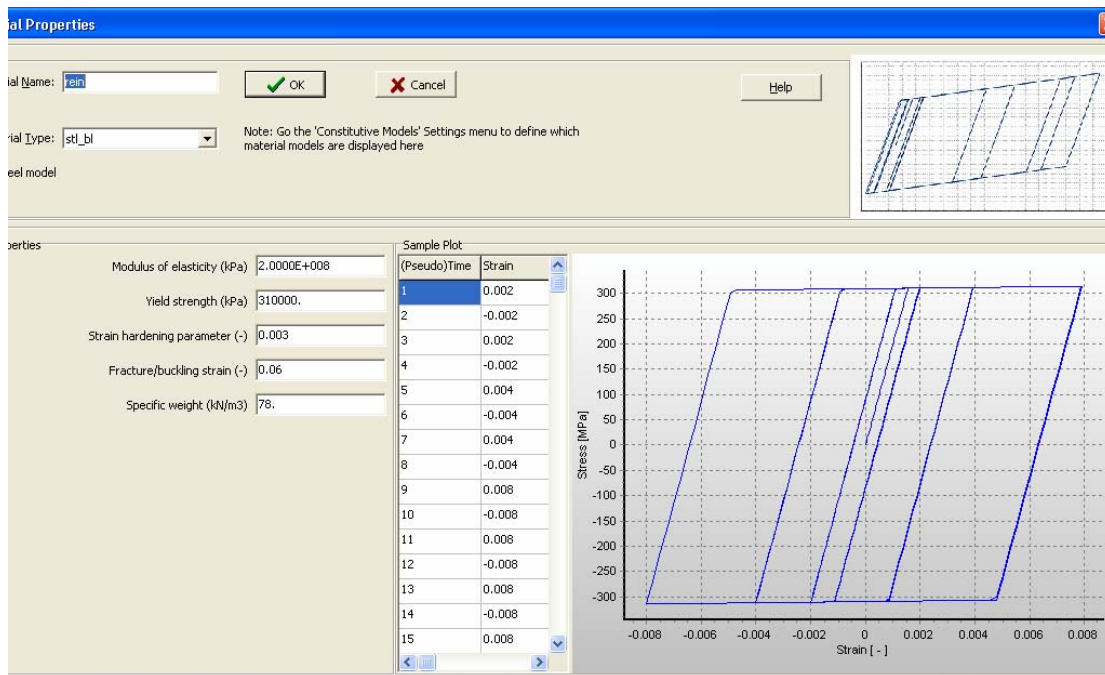 ial Properties
ial Name: rein
OK
Cancel
Help
rial Type: stl_bl
Note: Go the 'Constitutive Models' Settings menu to define which
material models are displayed here
eel model
perties
Modulus of elasticity (kPa) 2.0000E+008
Yield strength (kPa) 310000.
Strain hardening parameter (-) 0.003
Fracture/buckling strain (-) 0.06
Specific weight (kN/m3) 78.
Sample Plot
(Pseudo)Time Strain
1 0.002
2 -0.002
3 0.002
4 -0.002
5 0.004
6 -0.004
7 0.004
8 -0.004
9 0.008
10 -0.008
11 0.008
12 -0.008
13 0.008
14 -0.008
15 0.008
Stress [MPa]
300
250
200
150
100
50
0
-50
-100
-150
-200
-250
-300
-0.008 -0.006 -0.004 -0.002 0 0.002 0.004 0.006 0.008
Strain [ - ]